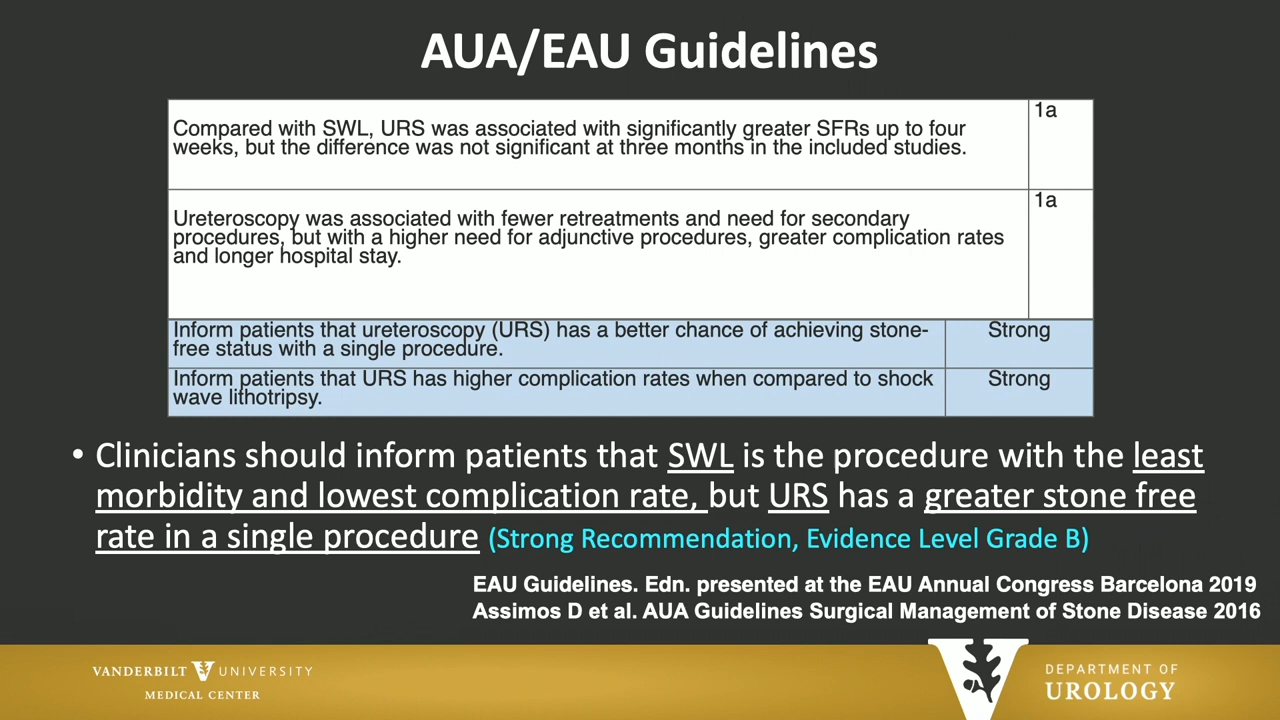 AUA/EAU Guidelines
Compared with SWL, URS was associated with significantly greater SFRs up to four
weeks, but the difference was not significant at three months in the included studies.
1a
Ureteroscopy was associated with fewer retreatments and need for secondary
procedures, but with a higher need for adjunctive procedures, greater complication rates
and longer hospital stay.
1a
Inform patients that ureteroscopy (URS) has a better chance of achieving stone-
free status with a single procedure.
Strong
Inform patients that URS has higher complication rates when compared to shock
wave lithotripsy.
Strong
• Clinicians should inform patients that SWL is the procedure with the least
morbidity and lowest complication rate, but URS has a greater stone free
rate in a single procedure (Strong Recommendation, Evidence Level Grade B)
EAU Guidelines. Edn. presented at the EAU Annual Congress Barcelona 2019
Assimos D et al. AUA Guidelines Surgical Management of Stone Disease 2016
VANDERBILT V UNIVERSITY
MEDICAL CENTER
DEPARTMENT OF
UROLOGY